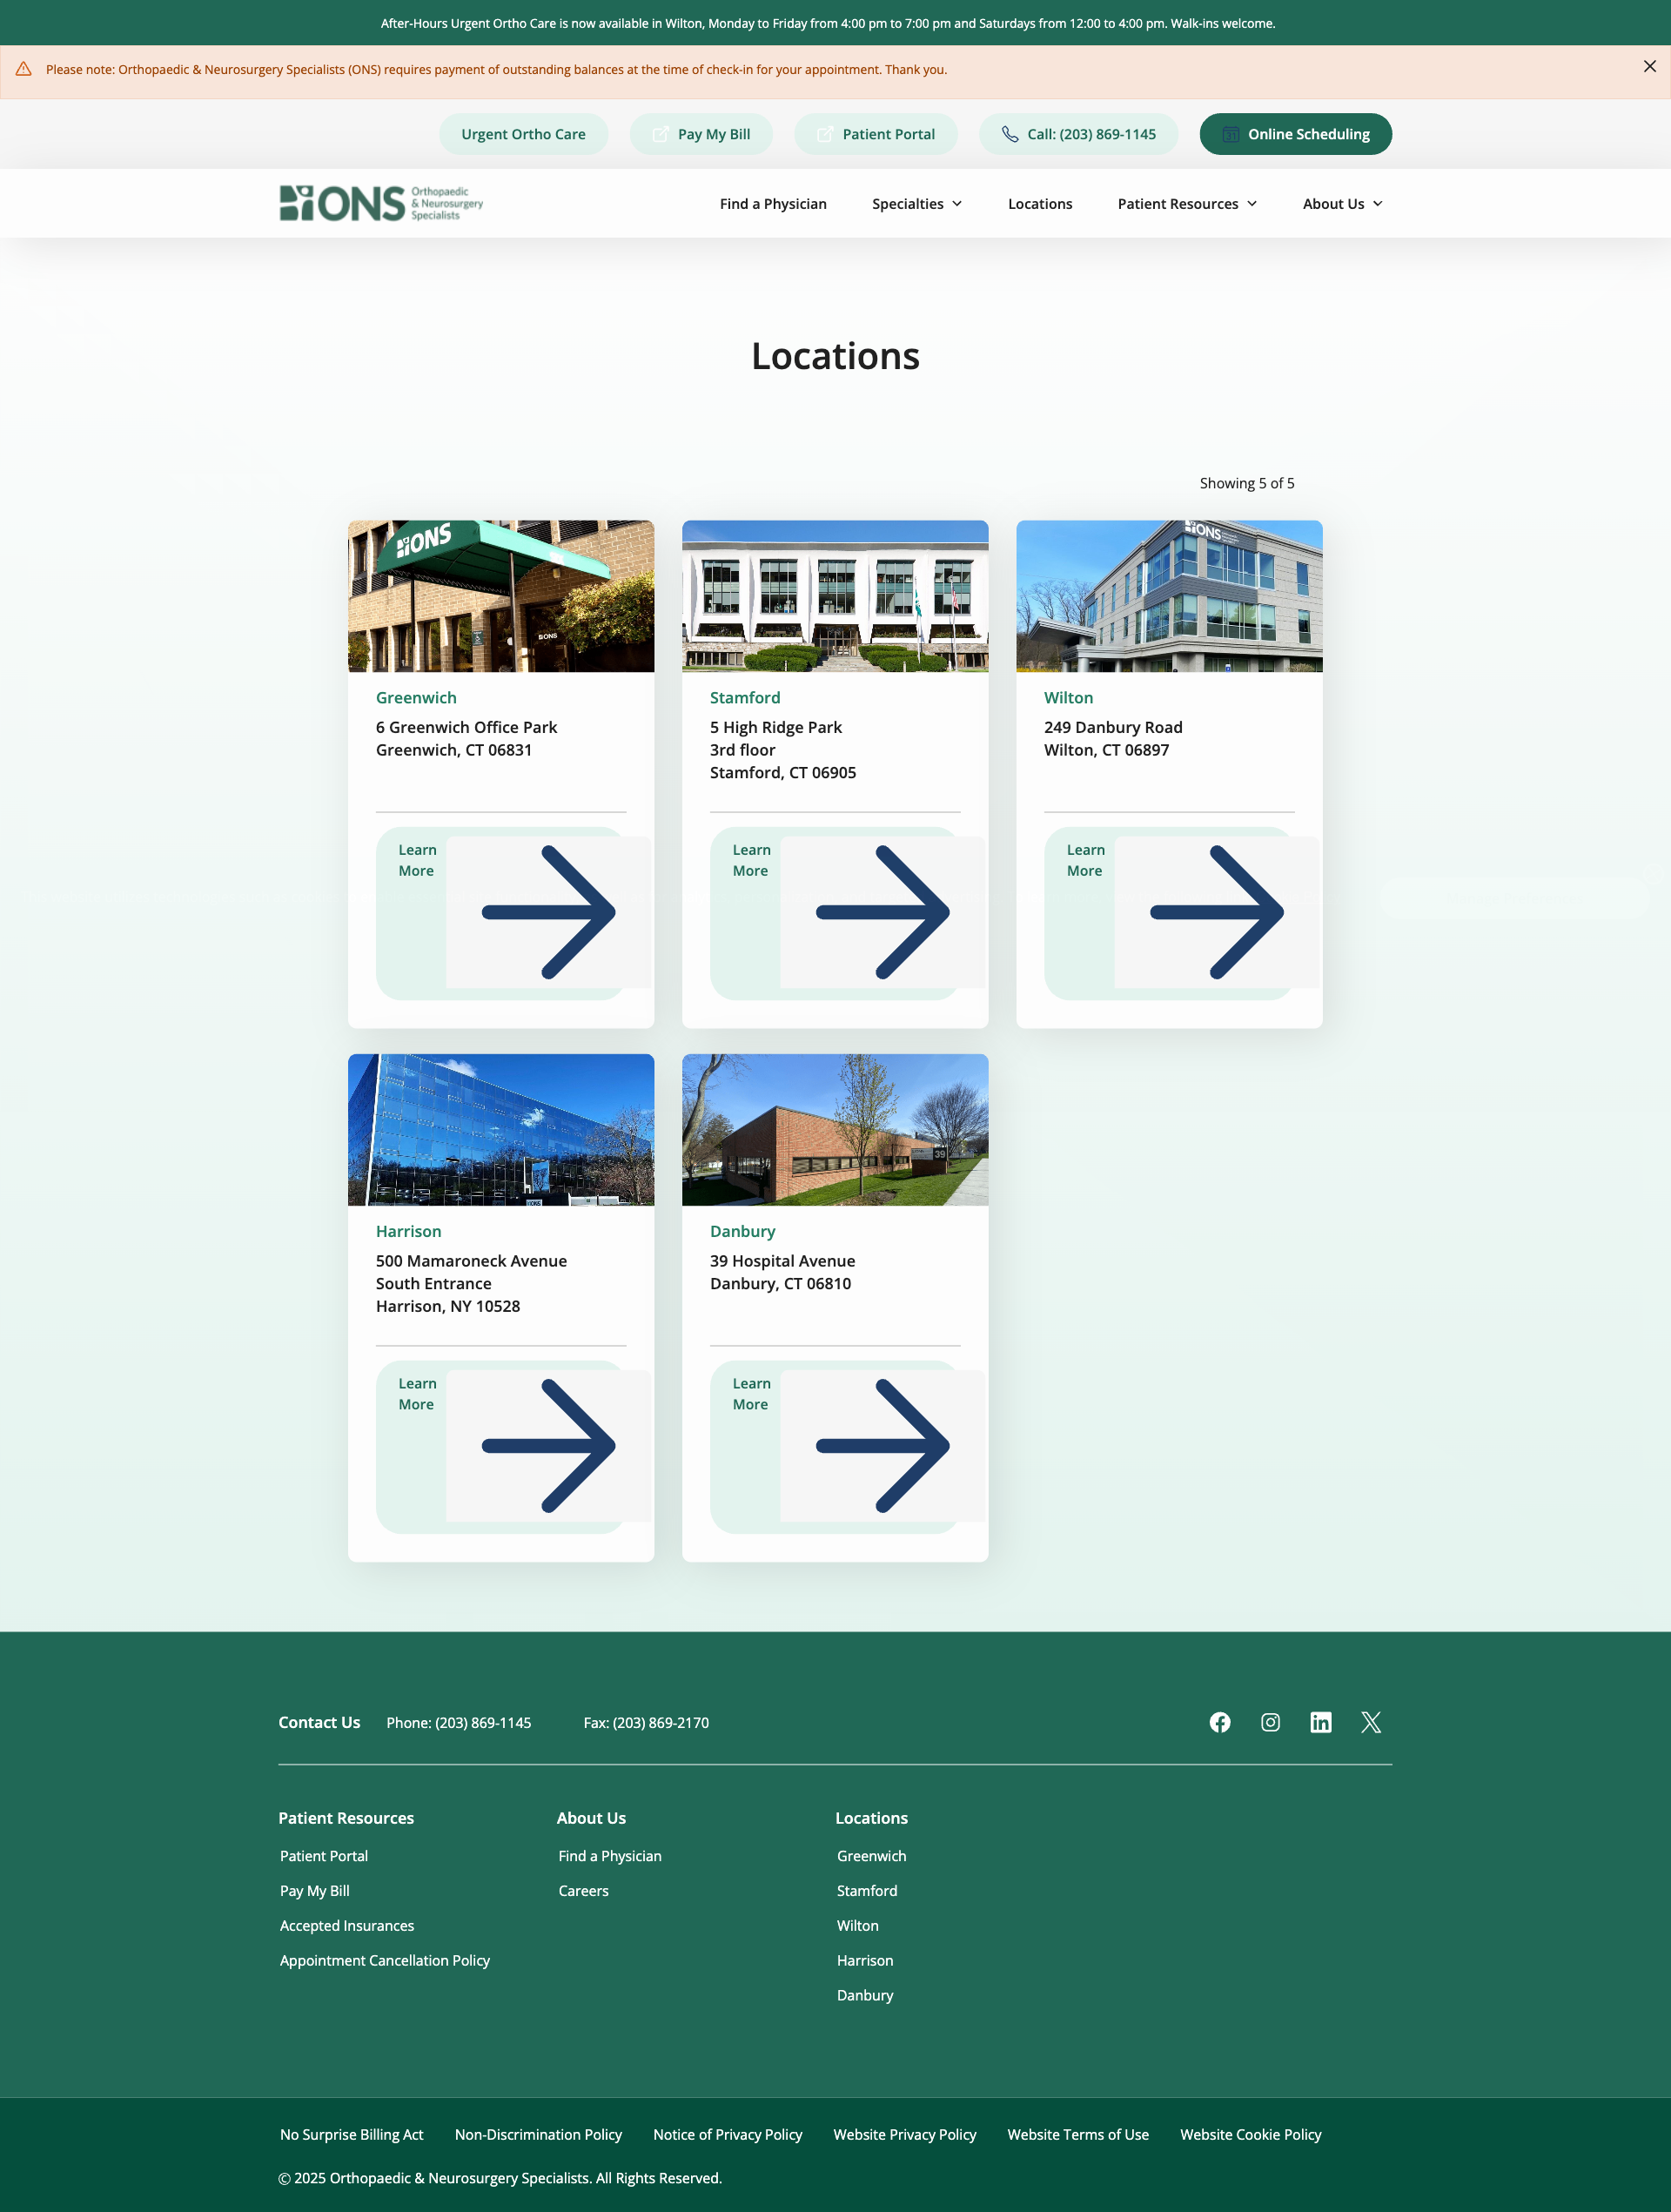 After-Hours Urgent Ortho Care is now available in Wilton, Monday to Friday from 4:00 pm to 7:00 pm and Saturdays from 12:00 to 4:00 pm. Walk-ins welcome.
Please note: Orthopaedic & Neurosurgery Specialists (ONS) requires payment of outstanding balances at the time of check-in for your appointment. Thank you.
Urgent Ortho Care
Pay My Bill
Patient Portal
Call: (203) 869-1145
31
Online Scheduling
ONS
Orthopaedic
& Neurosurgery
Specialists
Find a Physician
Specialties
Locations
Patient Resources
About Us
Locations
Showing 5 of 5
ONS
ONS
ONS
Greenwich
6 Greenwich Office Park
Greenwich, CT 06831
Learn
More
Stamford
5 High Ridge Park
3rd floor
Stamford, CT 06905
Learn
More
Wilton
249 Danbury Road
Wilton, CT 06897
Learn
More
ONS
39
Harrison
500 Mamaroneck Avenue
South Entrance
Harrison, NY 10528
Learn
More
Danbury
39 Hospital Avenue
Danbury, CT 06810
Learn
More
Contact Us
Phone: (203) 869-1145
Fax: (203) 869-2170
Patient Resources
Patient Portal
Pay My Bill
Accepted Insurances
Appointment Cancellation Policy
About Us
Find a Physician
Careers
Locations
Greenwich
Stamford
Wilton
Harrison
Danbury
No Surprise Billing Act
Non-Discrimination Policy
Notice of Privacy Policy
Website Privacy Policy
Website Terms of Use
Website Cookie Policy
© 2025 Orthopaedic & Neurosurgery Specialists. All Rights Reserved.